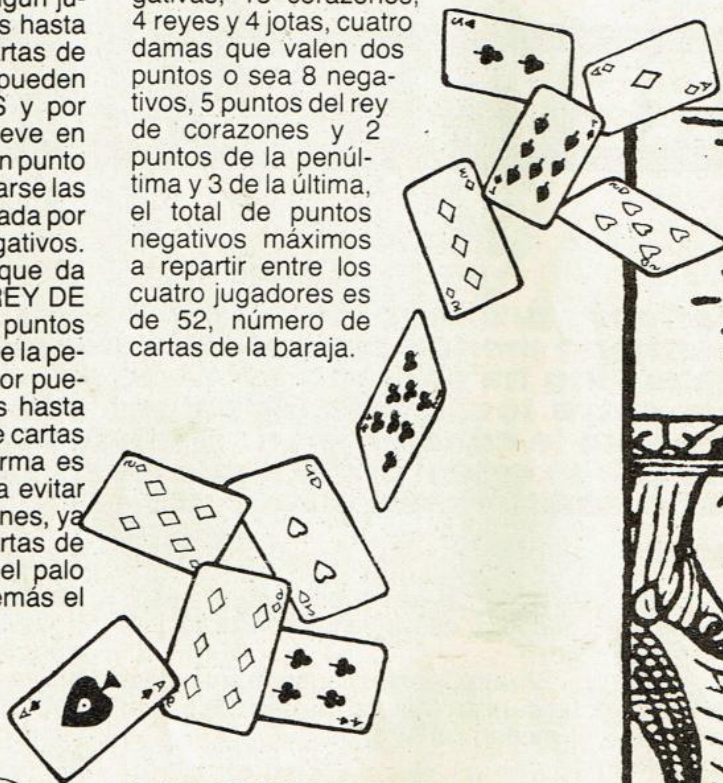 gún ju-
s hasta
rtas de
pueden
S y por
eve en
n punto
arse las
ada por
gativos.
que da
REY DE
puntos
e la pe-
or pue-
s hasta
e cartas
rma es
a evitar
nes, ya
rtas de
el palo
emás el
4 reyes y 4 jotas, cuatro
damas que valen dos
puntos o sea 8 nega-
tivos, 5 puntos del rey
de corazones y 2
puntos de la penúl-
tima y 3 de la última,
el total de puntos
negativos máximos
a repartir entre los
cuatro jugadores es
de 52, número de
cartas de la baraja.